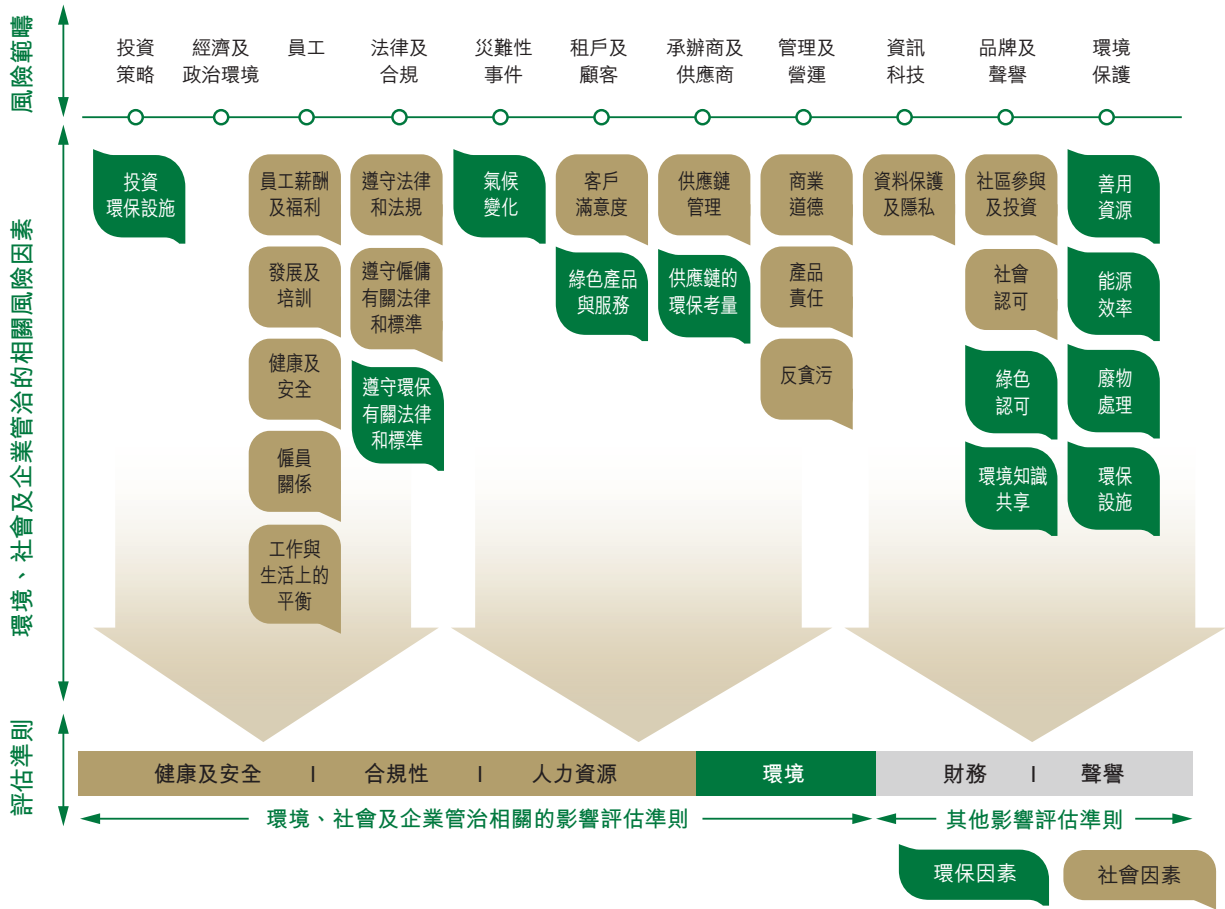 風險範疇
投資
策略
經濟及
政治環境
員工
法律及
合規
災難性
事件
租戶及
顧客
承辦商及
供應商
管理及
營運
資訊
科技
品牌及
聲譽
環境
保護
環境、社會及企業管治的相關風險因素
投資
環保設施
員工薪酬
及福利
發展及
培訓
健康及
安全
僱員
關係
工作與
生活上的
平衡
遵守法律
和法規
遵守僱傭
有關法律
和標準
遵守環保
有關法律
和標準
氣候
變化
客戶
滿意度
綠色產品
與服務
供應鏈
管理
供應鏈的
環保考量
商業
道德
產品
責任
反貪污
資料保護
及隱私
社區參與
及投資
社會
認可
綠色
認可
環境知識
共享
善用
資源
能源
效率
廢物
處理
環保
設施
評估準則
健康及安全 | 合規性 | 人力資源 環境 財務 | 聲譽
環境、社會及企業管治相關的影響評估準則 其他影響評估準則
環保因素 社會因素